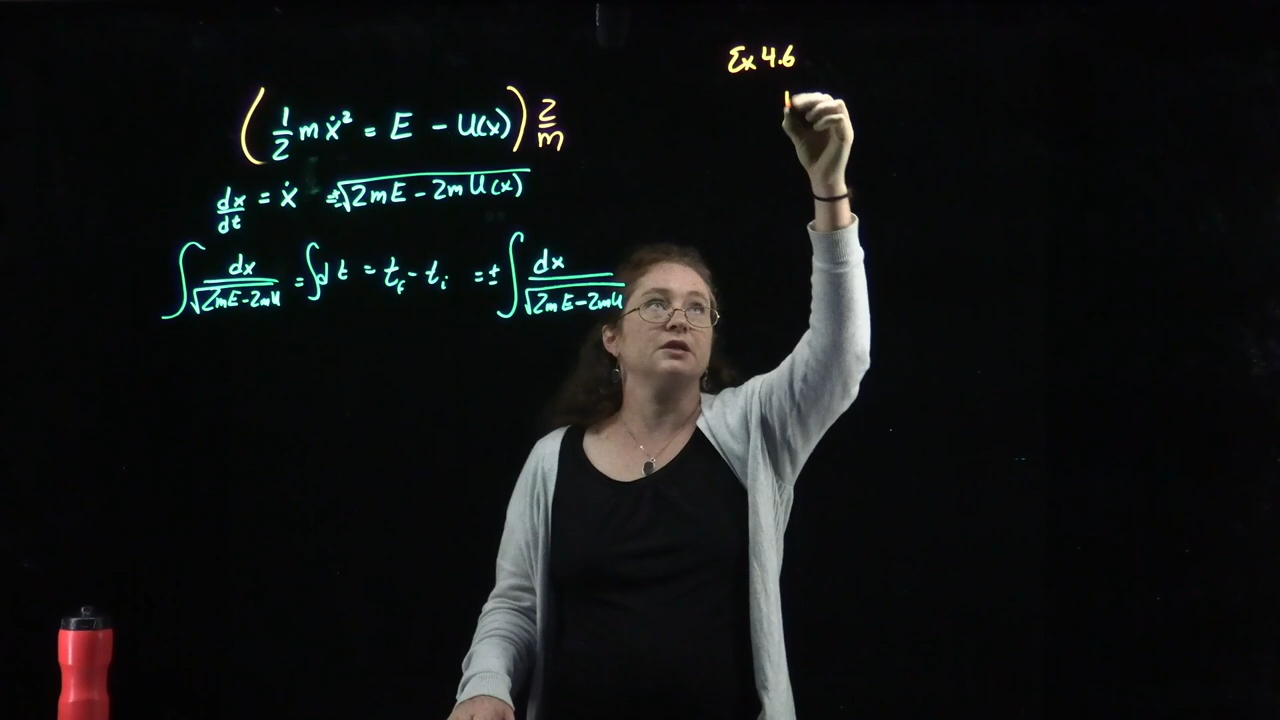 Ex 4.6
( 1/2 m ẋ² = E - U(x) ) 2/m
dx/dt = ẋ = ±√(2mE - 2mU(x))
∫ dx/√(2mE-2mU) = ∫dt = t_f - t_i = ± ∫ dx/√(2mE-2mU)